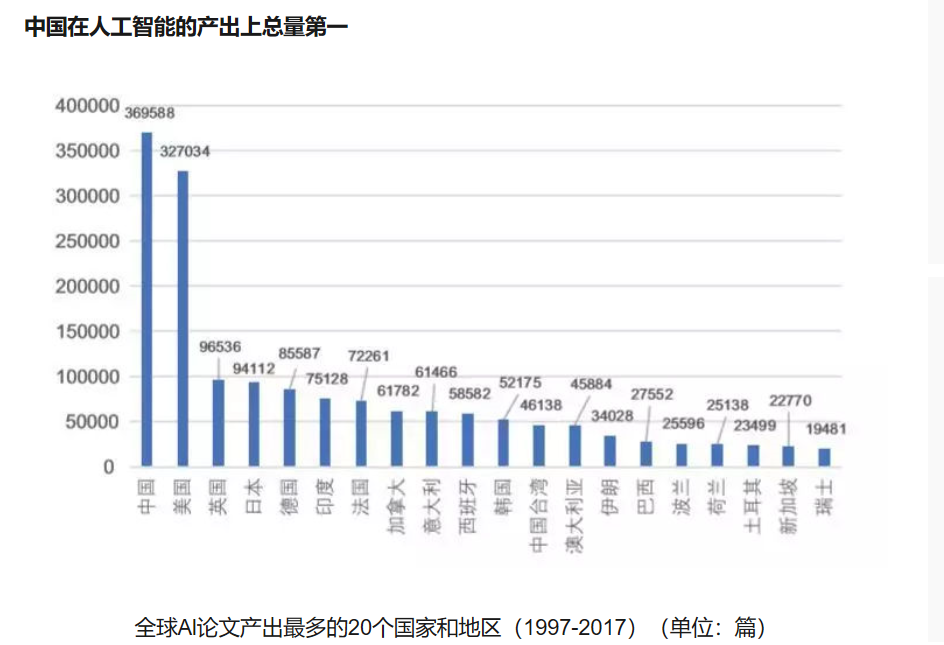 中国在人工智能的产出上总量第一
400000
350000
300000
250000
200000
150000
100000
50000
0
369588
327034
96536
94112
85587
75128
72261
61782
61466
58582
52175
46138
45884
34028
27552
25596
25138
23499
22770
19481
中国
美国
英国
日本
德国
印度
法国
加拿大
意大利
西班牙
韩国
中国台湾
澳大利亚
伊朗
巴西
波兰
荷兰
土耳其
新加坡
瑞士
全球AI论文产出最多的20个国家和地区（1997-2017）（单位：篇）